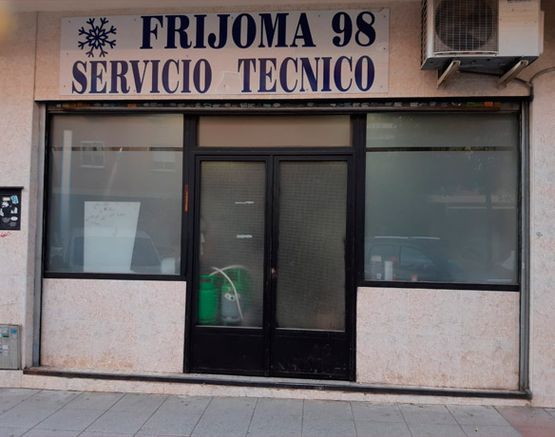 FRIJOMA 98
SERVICIO TECNICO